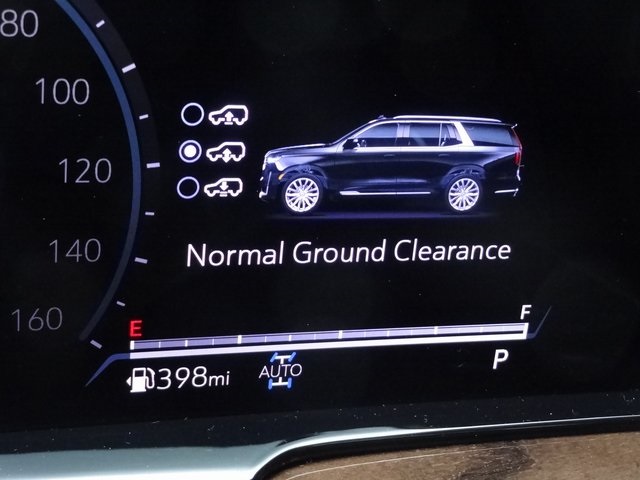 80
100
120
140
160
Normal Ground Clearance
E
F
398mi
AUTO
P